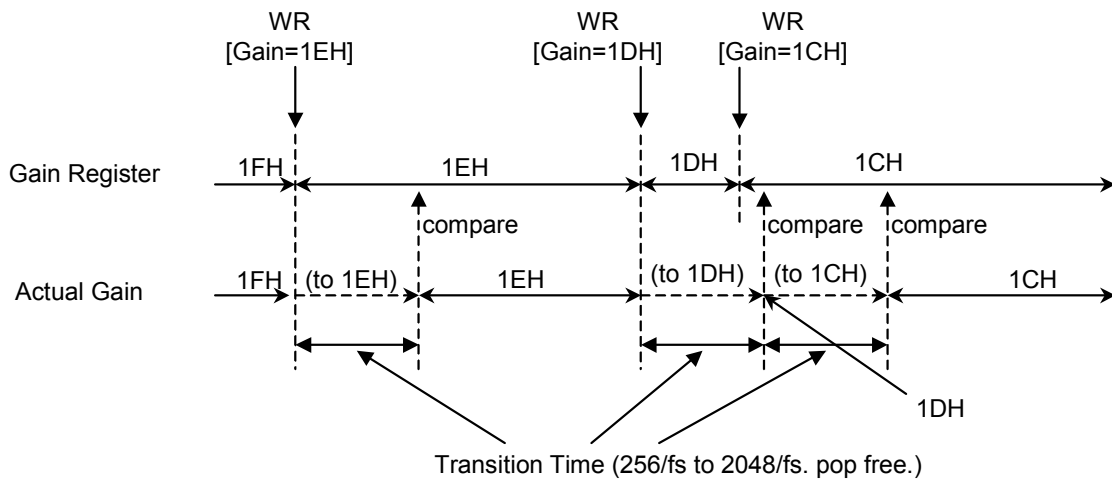 WR
[Gain=1EH]
WR
[Gain=1DH]
WR
[Gain=1CH]
Gain Register
1FH
1EH
1DH
1CH
compare
compare
compare
Actual Gain
1FH
(to 1EH)
1EH
(to 1DH)
(to 1CH)
1CH
1DH
Transition Time (256/fs to 2048/fs. pop free.)